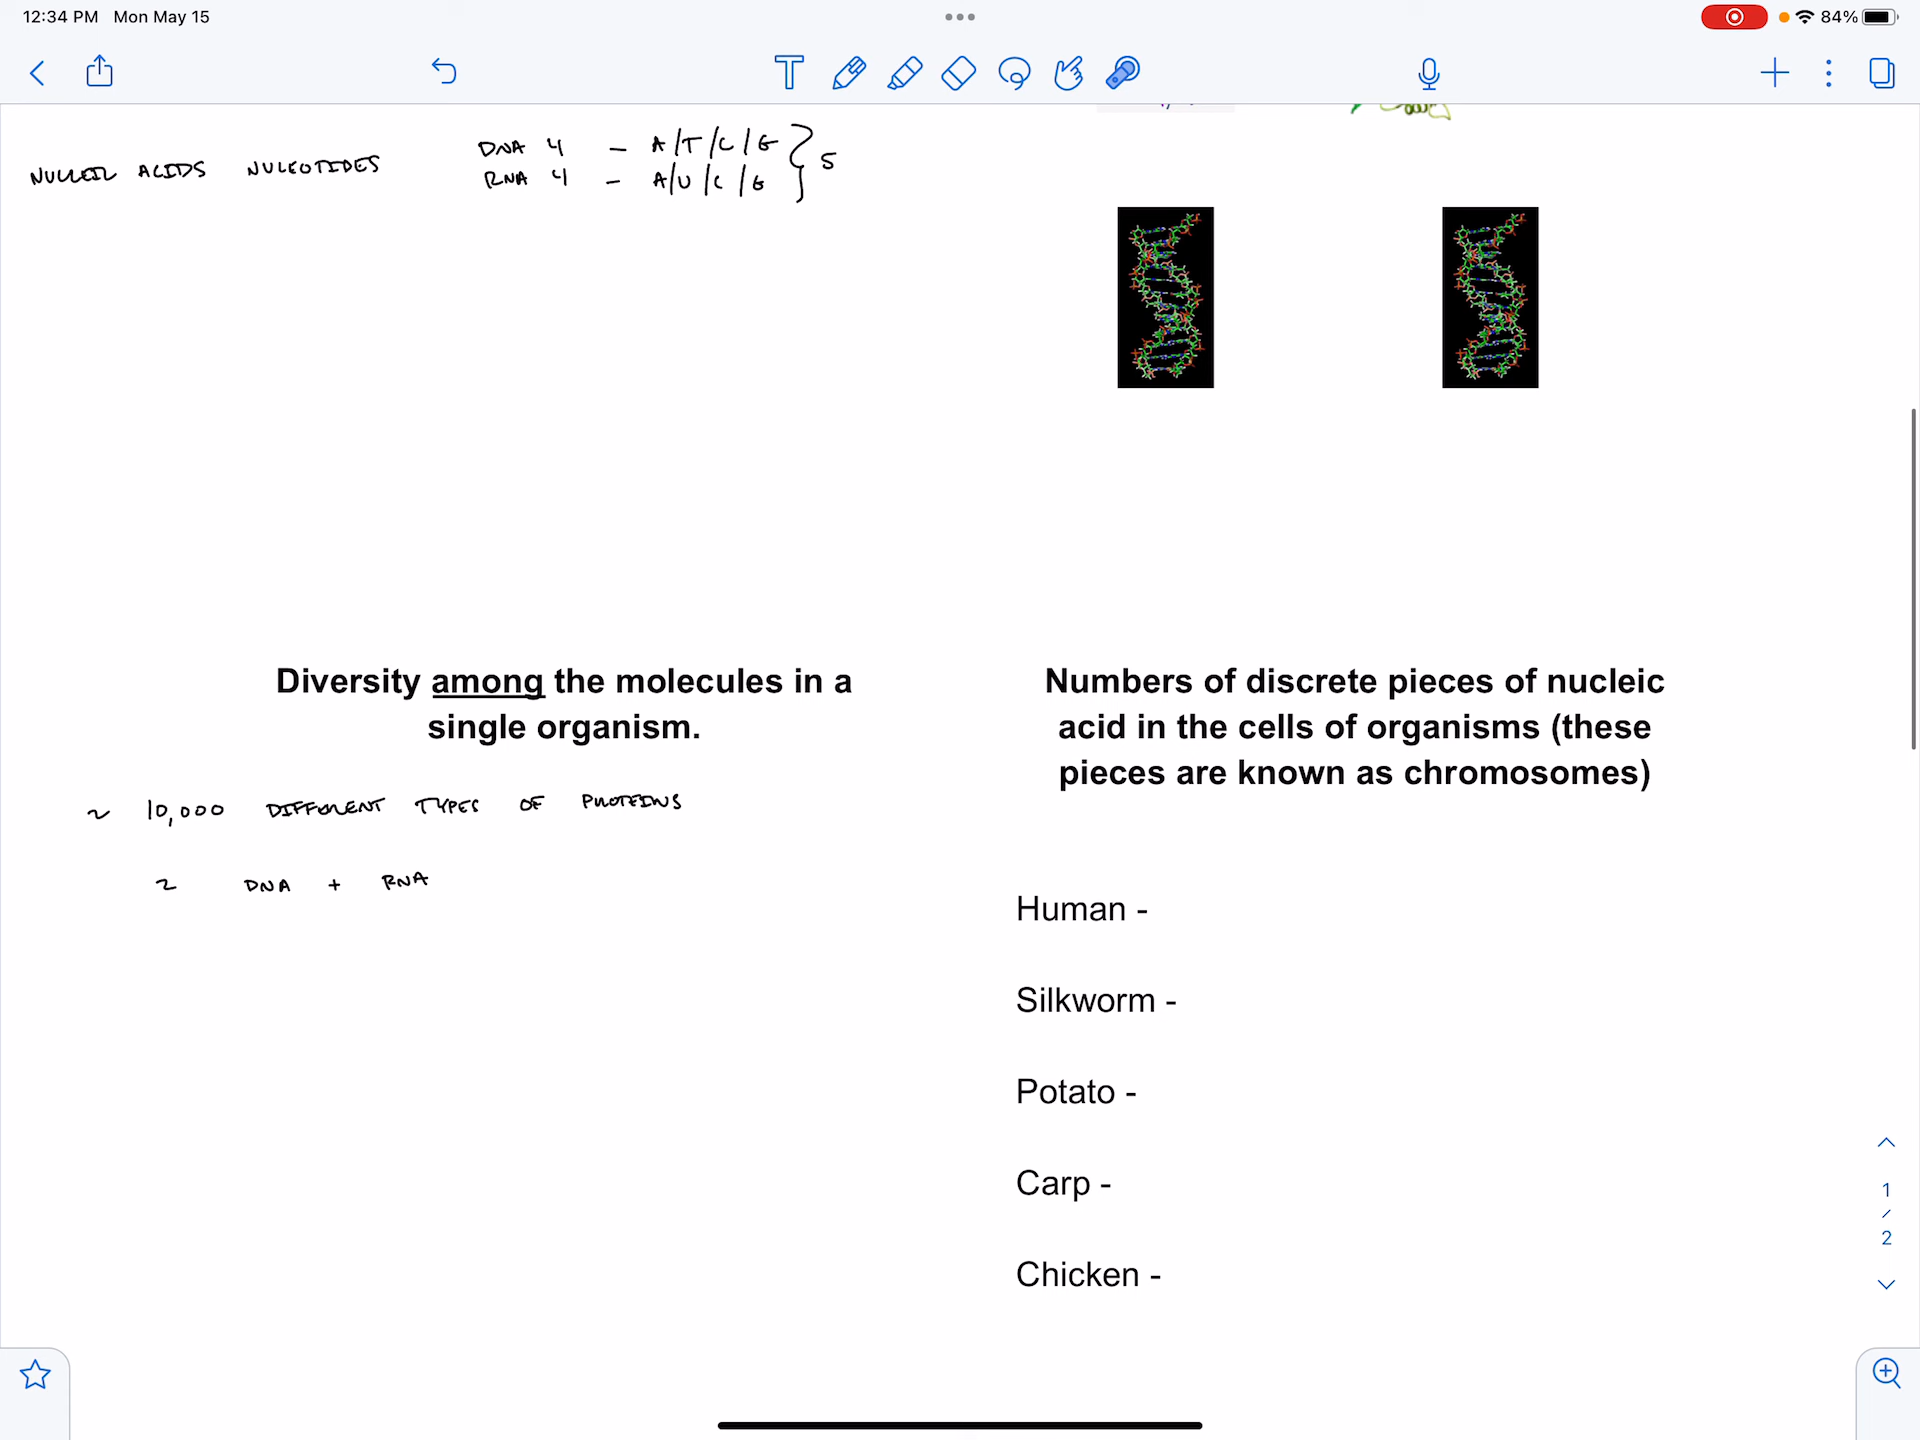 12:34 PM Mon May 15
84%
NUCLEIC ACIDS NUCLEOTIDES
DNA 4 - A/T/C/G
RNA 4 - A/U/C/G
5
Diversity among the molecules in a
single organism.
~ 10,000 DIFFERENT TYPES OF PROTEINS
2 DNA + RNA
Numbers of discrete pieces of nucleic
acid in the cells of organisms (these
pieces are known as chromosomes)
Human -
Silkworm -
Potato -
Carp -
Chicken -
1
/
2